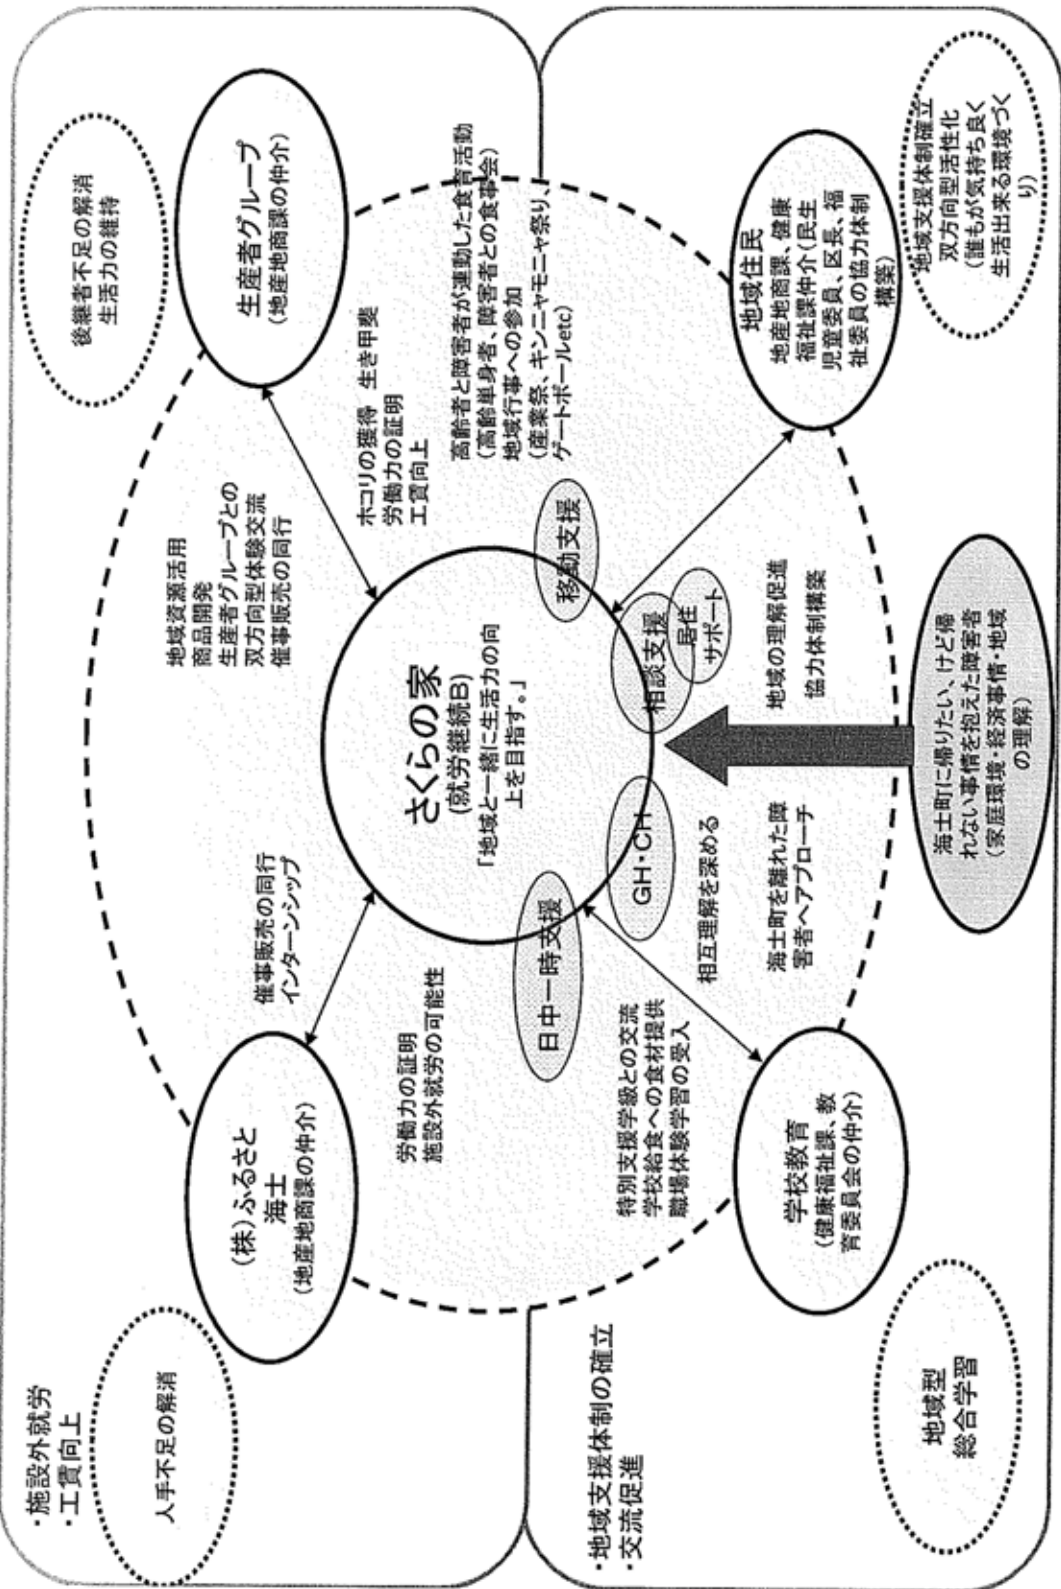 ・施設外就労
・工賃向上
人手不足の解消
後継者不足の解消
生活力の維持
(株)ふるさと
海士
(地産地商課の仲介)
生産者グループ
(地産地商課の仲介)
催事販売の同行
インターンシップ
地域資源活用
商品開発
生産者グループとの
双方向型体験交流
催事販売の同行
労働力の証明
施設外就労の可能性
ホコリの獲得 生き甲斐
労働力の証明
工賃向上
さくらの家
(就労継続B)
「地域と一緒に生活力の向
上を目指す。」
高齢者と障害者が連動した食育活動
(高齢単身者、障害者との食事会)
地域行事への参加
(産業祭、キンニャモニャ祭り、
ゲートボールetc)
日中一時支援
GH・CH
相談支援
居住
サポート
移動支援
・地域支援体制の確立
・交流促進
特別支援学級との交流
学校給食への食材提供
職場体験学習の受入
相互理解を深める
海士町を離れた障
害者へアプローチ
地域の理解促進
協力体制構築
学校教育
(健康福祉課、教
育委員会の仲介)
地域住民
地産地商課、健康
福祉課仲介(民生
児童委員、区長、福
祉委員の協力体制
構築)
地域型
総合学習
海士町に帰りたい、けど帰
れない事情を抱えた障害者
(家庭環境・経済事情・地域
の理解)
地域支援体制確立
双方向型活性化
(誰もが気持ち良く
生活出来る環境づく
り)